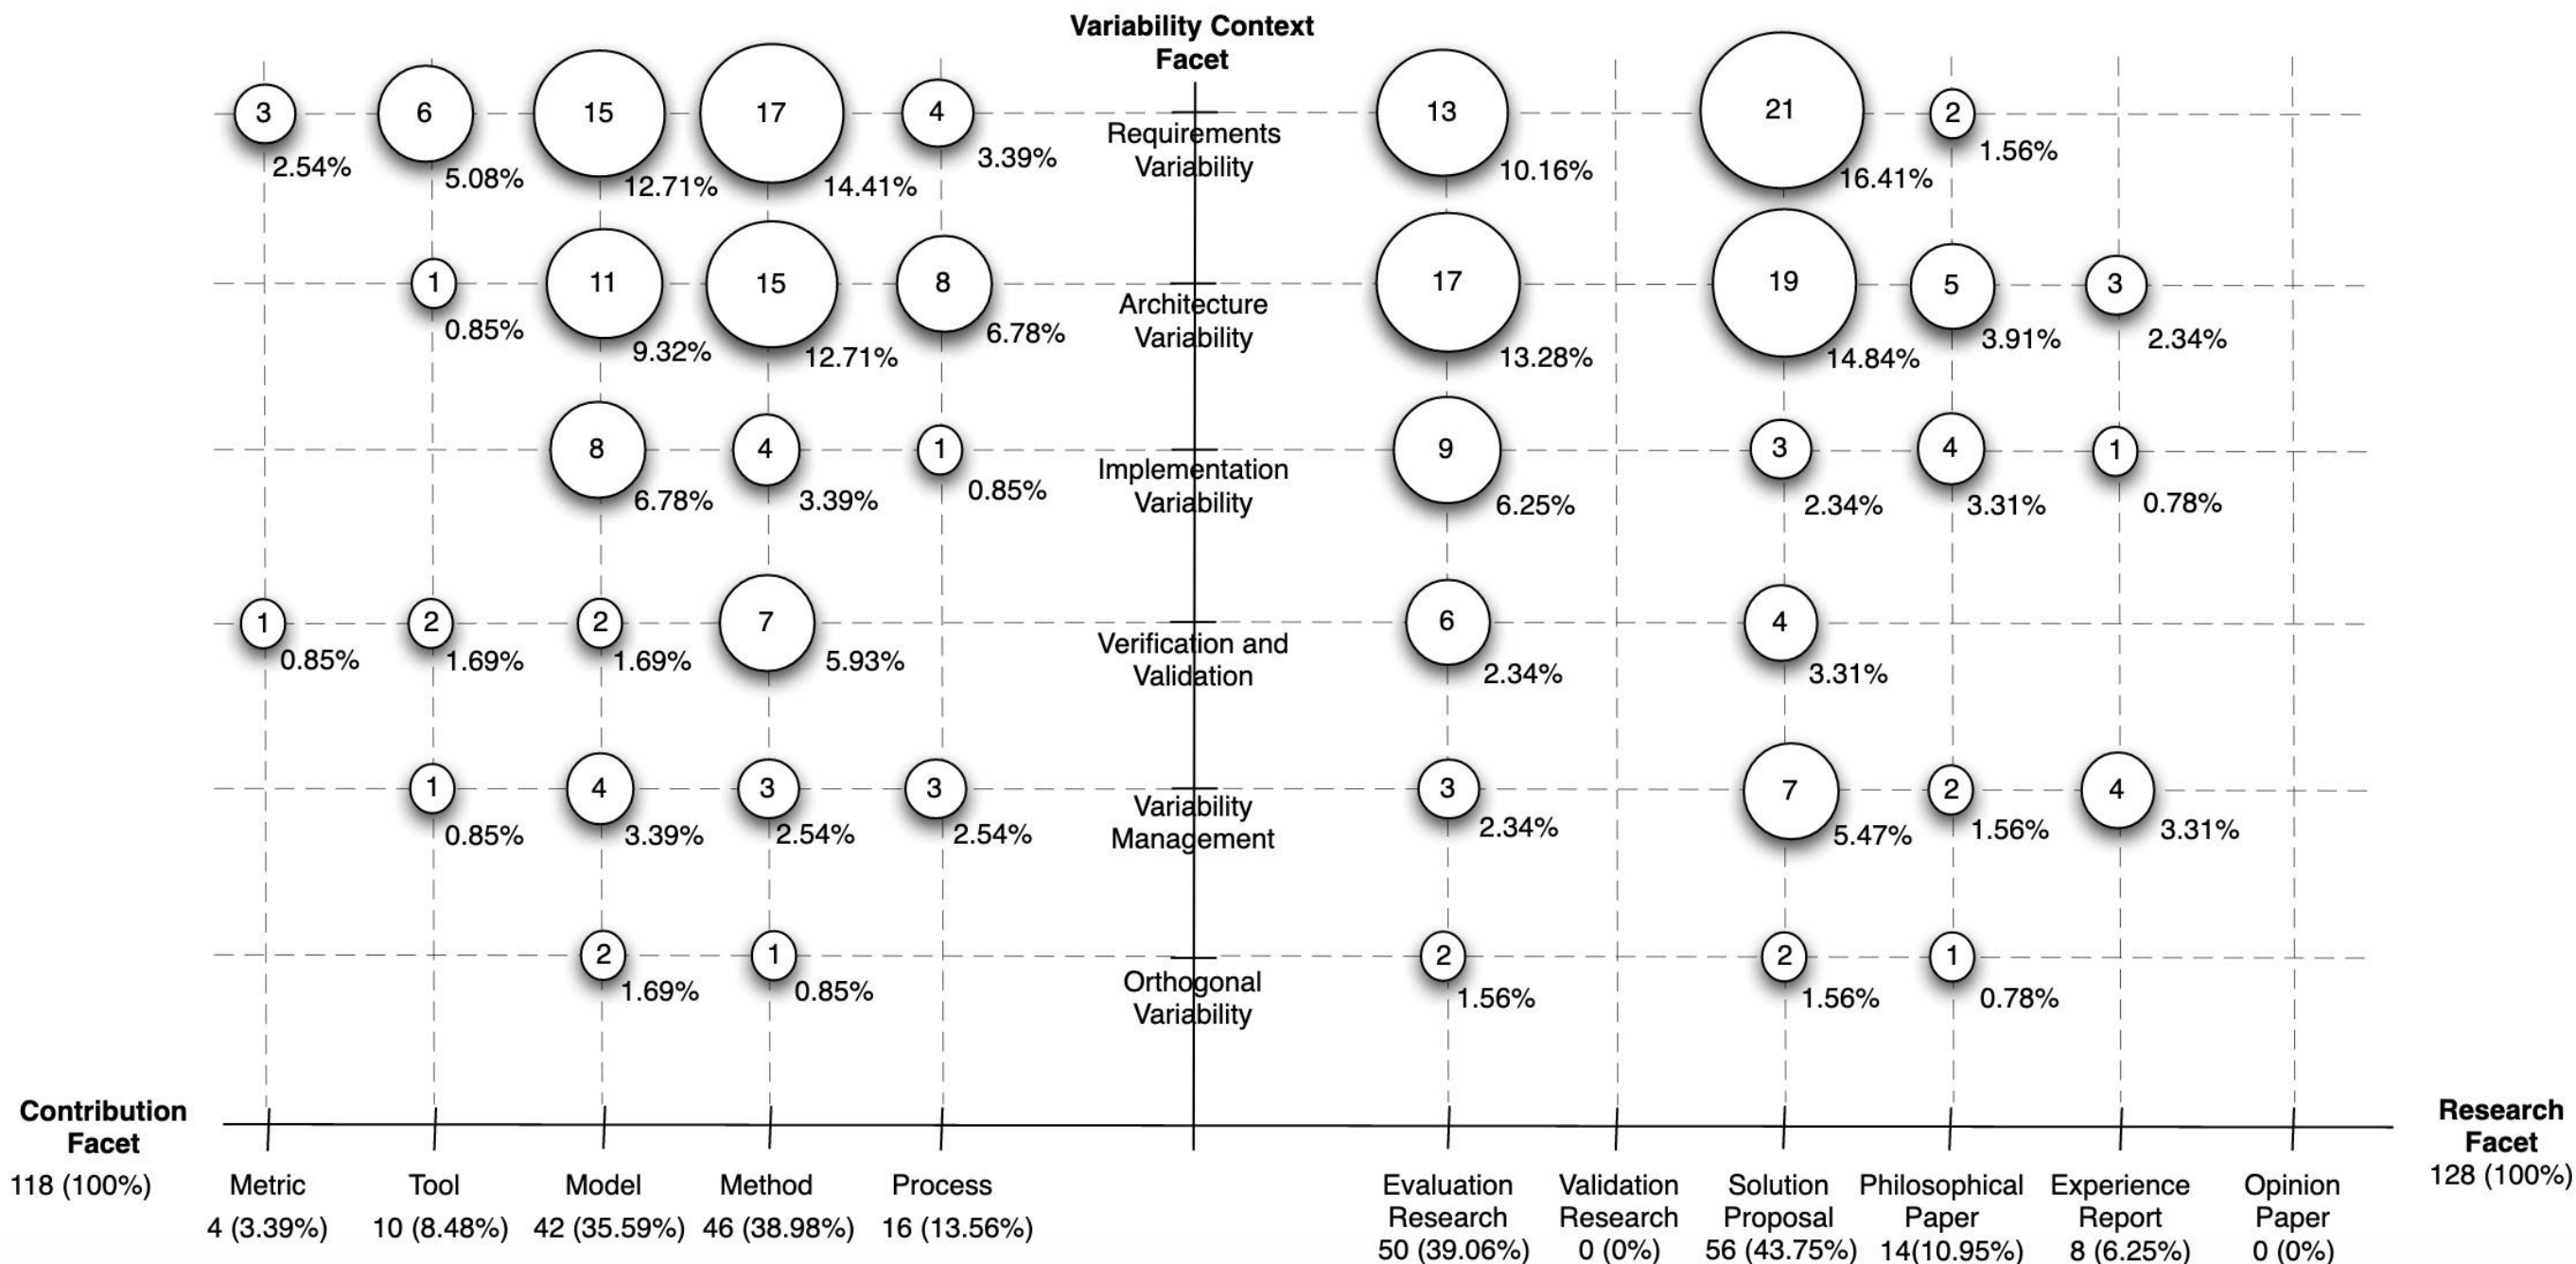 Variability Context
Facet
3
6
15
17
4
13
21
2
2.54%
5.08%
12.71%
14.41%
3.39%
Requirements
Variability
10.16%
16.41%
1.56%
1
11
15
8
17
19
5
3
0.85%
9.32%
12.71%
6.78%
Architecture
Variability
13.28%
14.84%
3.91%
2.34%
8
4
1
9
3
4
1
6.78%
3.39%
0.85%
Implementation
Variability
6.25%
2.34%
3.31%
0.78%
1
2
2
7
6
4
0.85%
1.69%
1.69%
5.93%
Verification and
Validation
2.34%
3.31%
1
4
3
3
3
7
2
4
0.85%
3.39%
2.54%
2.54%
Variability
Management
2.34%
5.47%
1.56%
3.31%
2
1
2
2
1
1.69%
0.85%
Orthogonal
Variability
1.56%
1.56%
0.78%
Contribution
Facet
118 (100%)
Metric
4 (3.39%)
Tool
10 (8.48%)
Model
42 (35.59%)
Method
46 (38.98%)
Process
16 (13.56%)
Evaluation
Research
50 (39.06%)
Validation
Research
0 (0%)
Solution
Proposal
56 (43.75%)
Philosophical
Paper
14(10.95%)
Experience
Report
8 (6.25%)
Opinion
Paper
0 (0%)
Research
Facet
128 (100%)